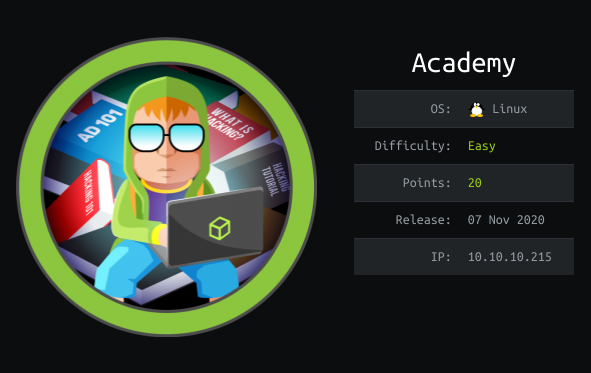 Academy
OS: Linux
Difficulty: Easy
Points: 20
Release: 07 Nov 2020
IP: 10.10.10.215
AD 101
WHAT IS
HACKING?
HACKING 101
HACKING
TUTORIAL